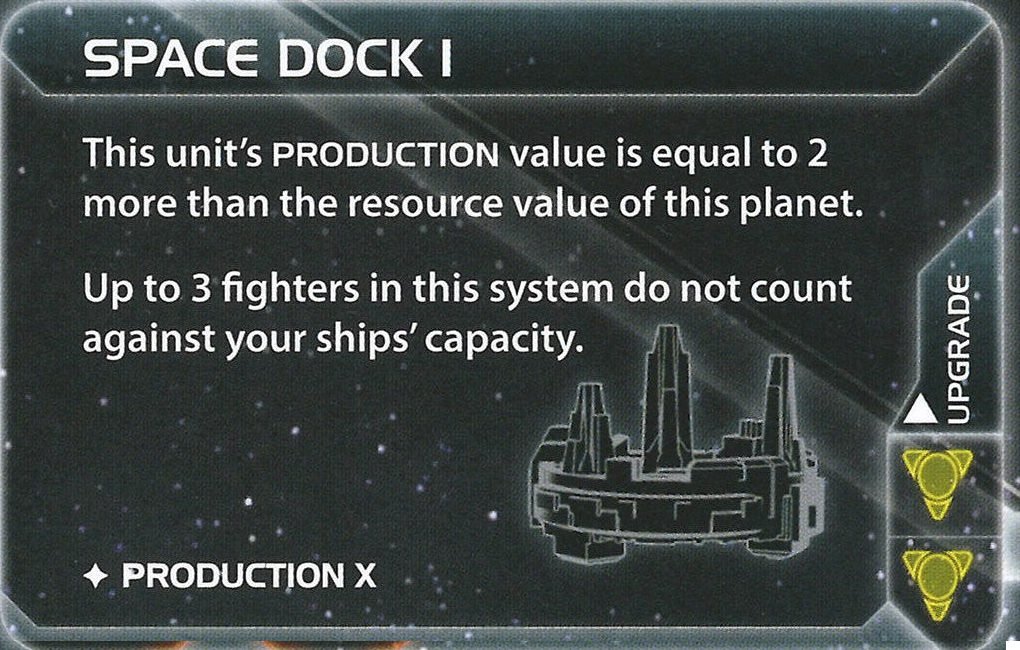 SPACE DOCK I
This unit's PRODUCTION value is equal to 2
more than the resource value of this planet.
Up to 3 fighters in this system do not count
against your ships' capacity.
UPGRADE
✦ PRODUCTION X